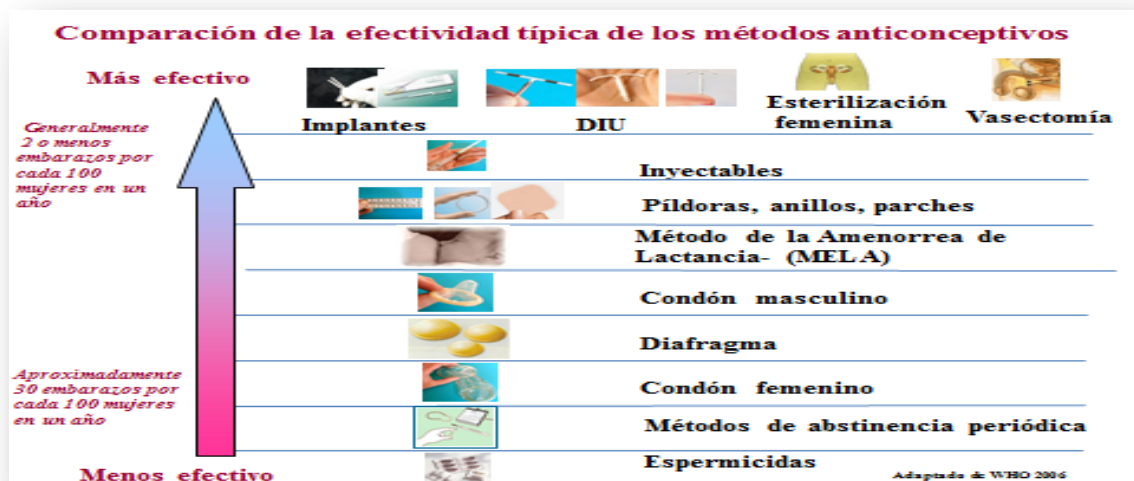 Comparación de la efectividad típica de los métodos anticonceptivos
Más efectivo
Generalmente
2 o menos
embarazos por
cada 100
mujeres en un
año
Implantes
DIU
Esterilización
femenina
Vasectomía
Inyectables
Píldoras, anillos, parches
Método de la Amenorrea de
Lactancia- (MELA)
Condón masculino
Diafragma
Condón femenino
Métodos de abstinencia periódica
Espermicidas
Aproximadamente
30 embarazos por
cada 100 mujeres
en un año
Menos efectivo
Adaptado de WHO 2006